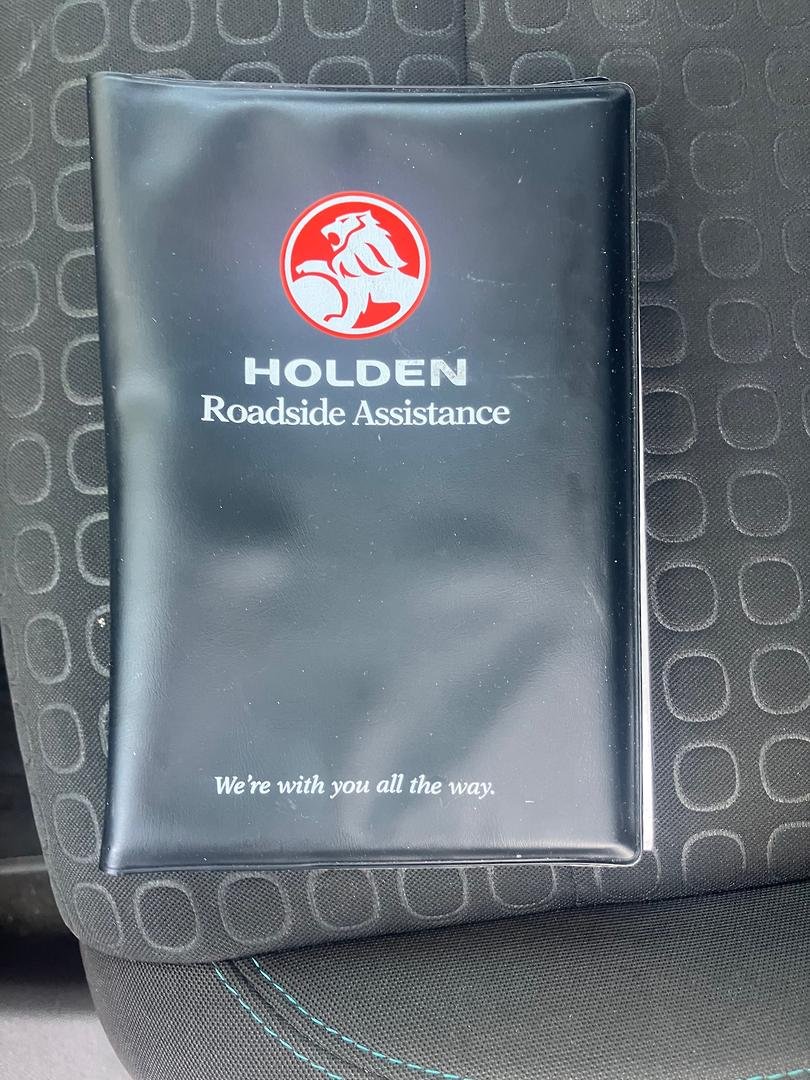 HOLDEN
Roadside Assistance
We're with you all the way.